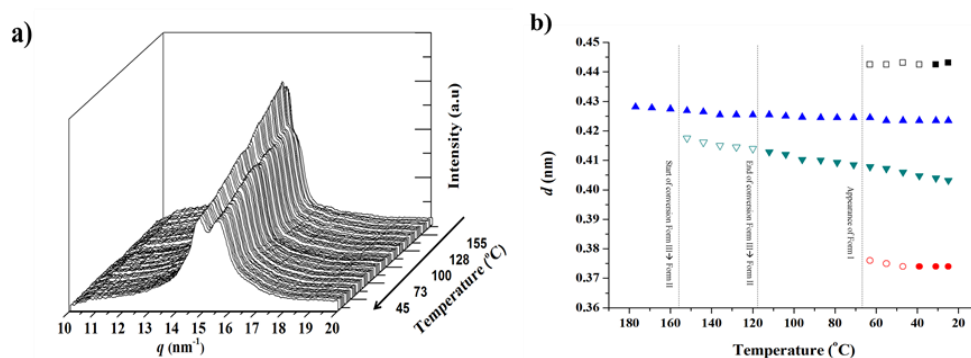 a)
Intensity (a.u)
155
128
100
73
45
Temperature (°C)
10 11 12 13 14 15 16 17 18 19 20
q (nm⁻¹)
b)
0.45
0.44
0.43
0.42
0.41
0.40
0.39
0.38
0.37
0.36
d (nm)
Start of conversion Form III→ Form II
End of conversion Form III→ Form II
Appearance of Form I
180 160 140 120 100 80 60 40 20
Temperature (°C)